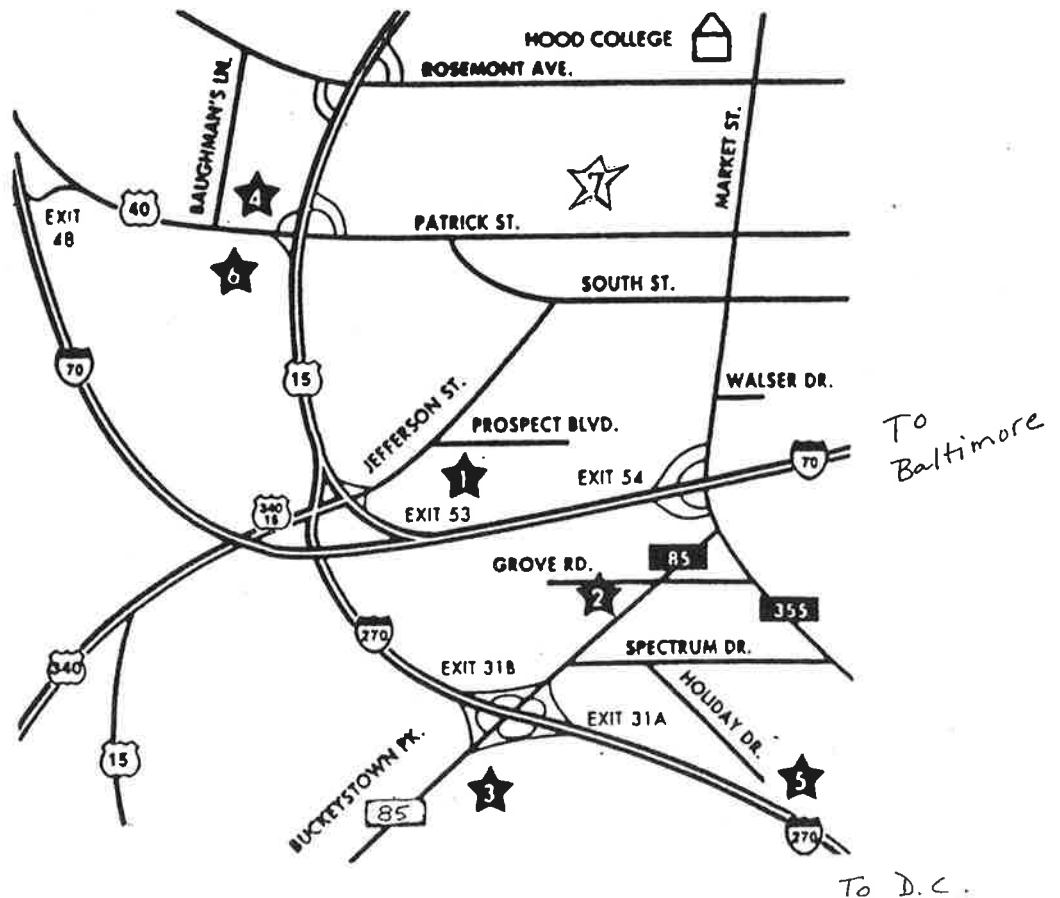 HOOD COLLEGE
ROSEMONT AVE.
BAUGHMAN'S LN.
MARKET ST.
7
4
EXIT
48
40
PATRICK ST.
6
SOUTH ST.
70
15
WALSER DR.
JEFFERSON ST.
PROSPECT BLVD.
To
Baltimore
1
EXIT 54
70
340
15
EXIT 53
85
GROVE RD.
2
355
270
SPECTRUM DR.
340
EXIT 31B
HOLIDAY DR.
EXIT 31A
15
BUCKEYSTOWN PK.
3
5
85
270
To D.C.